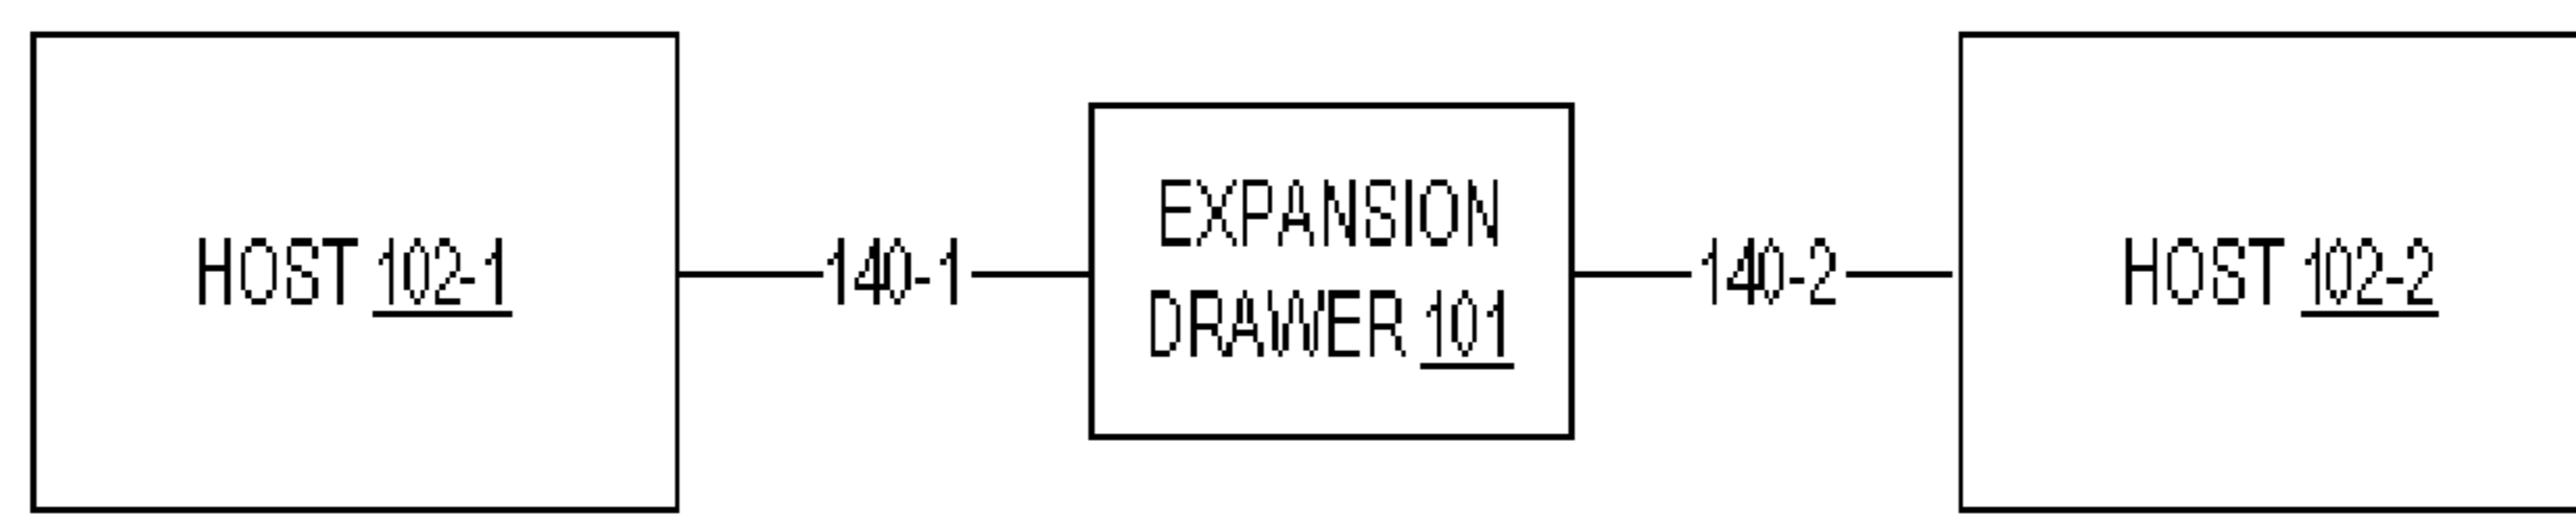 HOST 102-1
140-1
EXPANSION
DRAWER 101
140-2
HOST 102-2